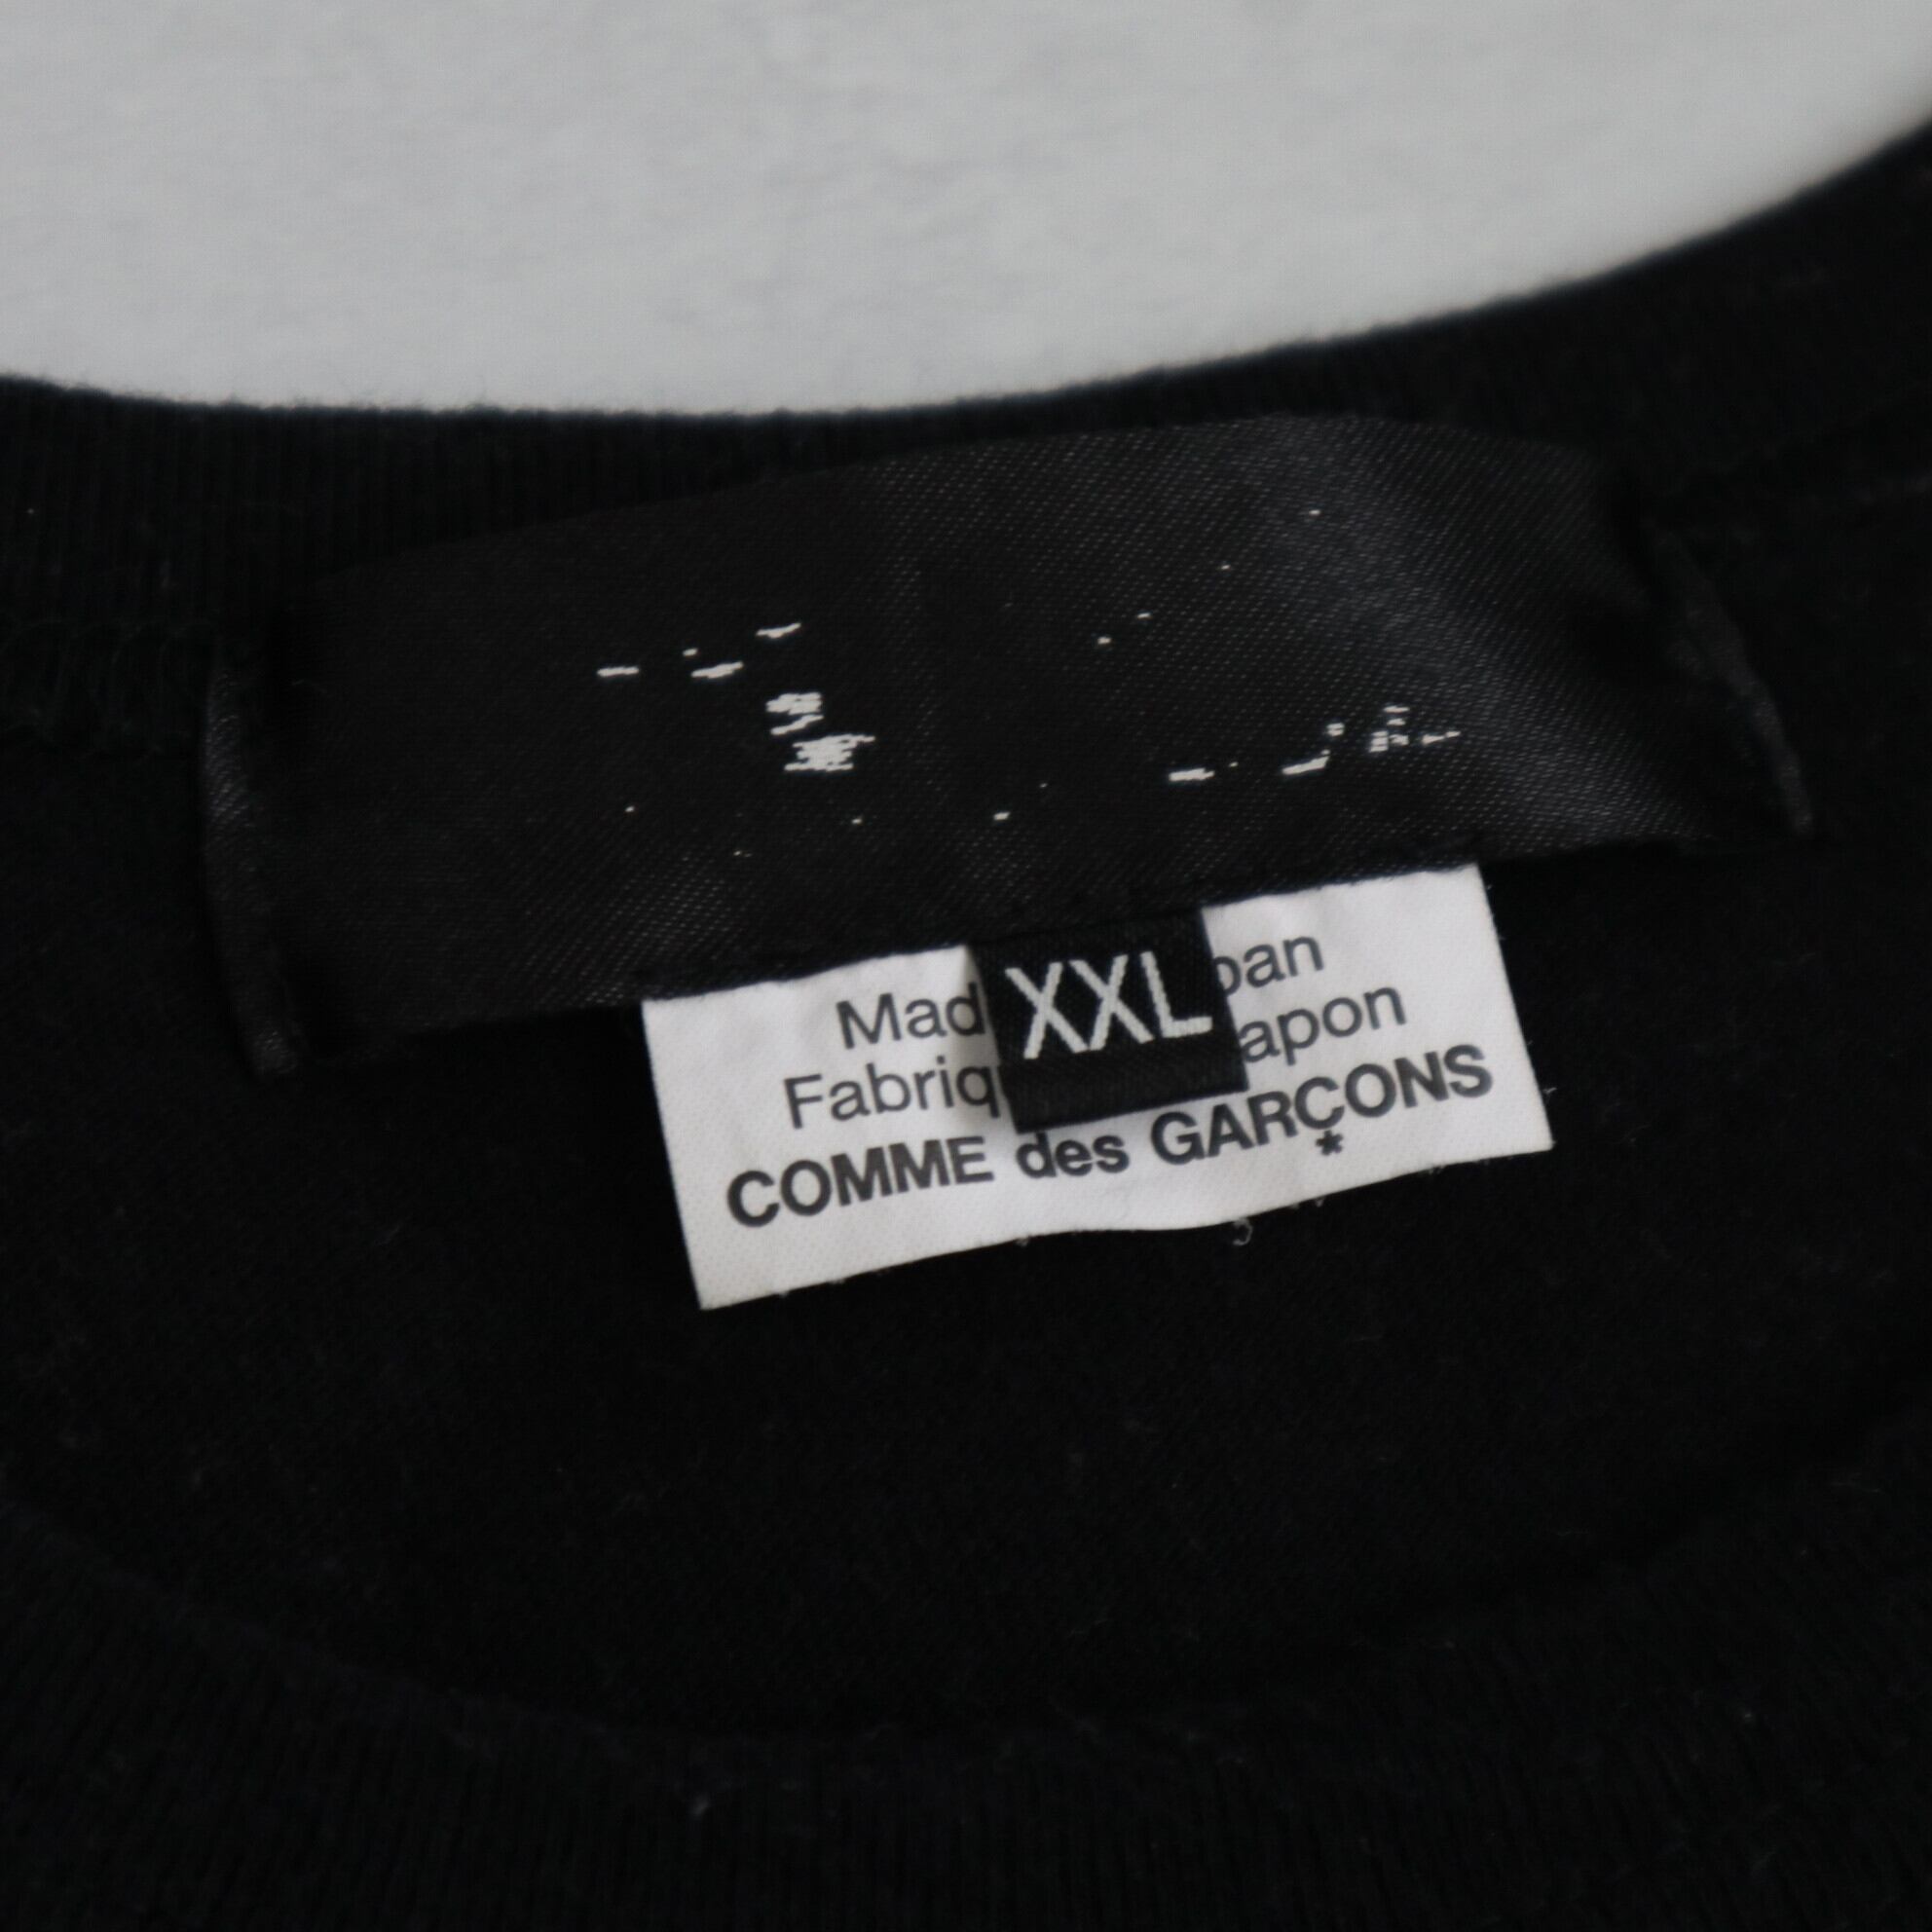 XXL
Mad pan
Fabriq apon
COMME des GARÇONS
*